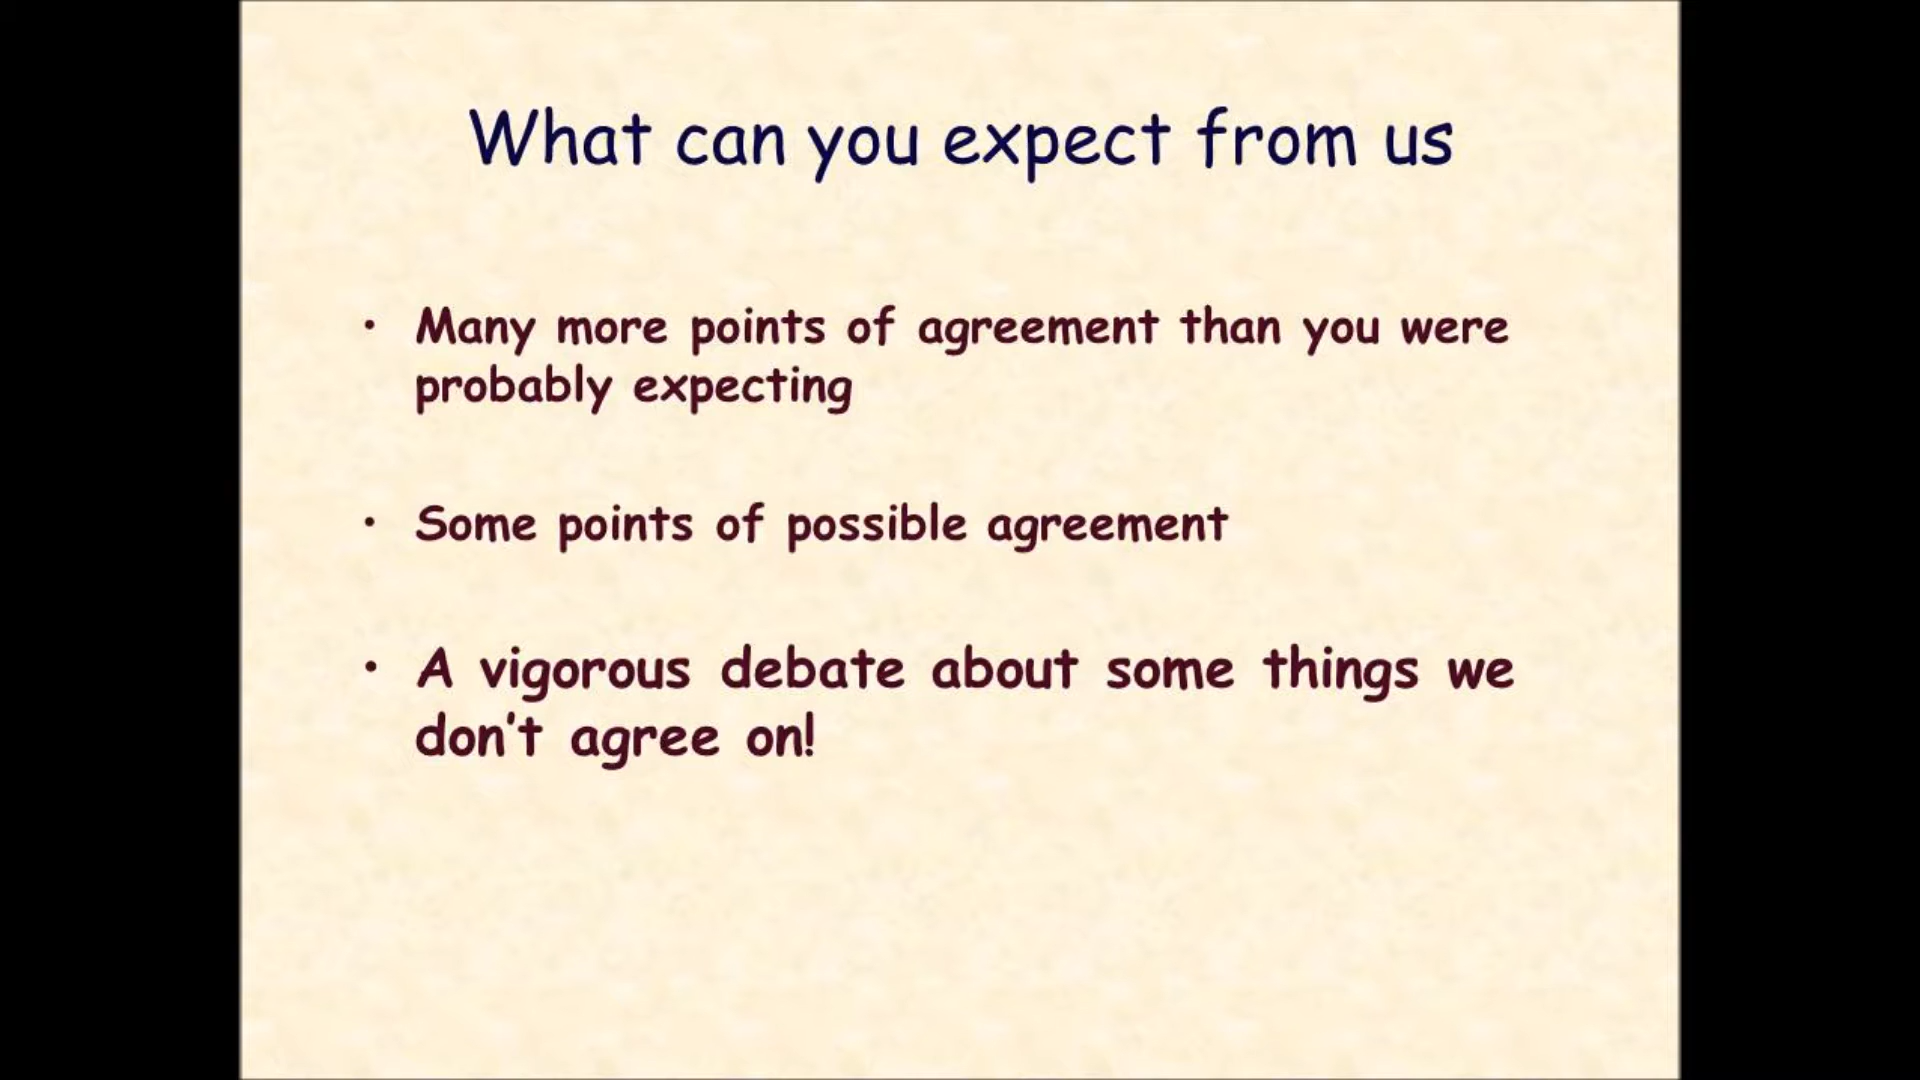 What can you expect from us
• Many more points of agreement than you were
probably expecting
• Some points of possible agreement
• A vigorous debate about some things we
don't agree on!